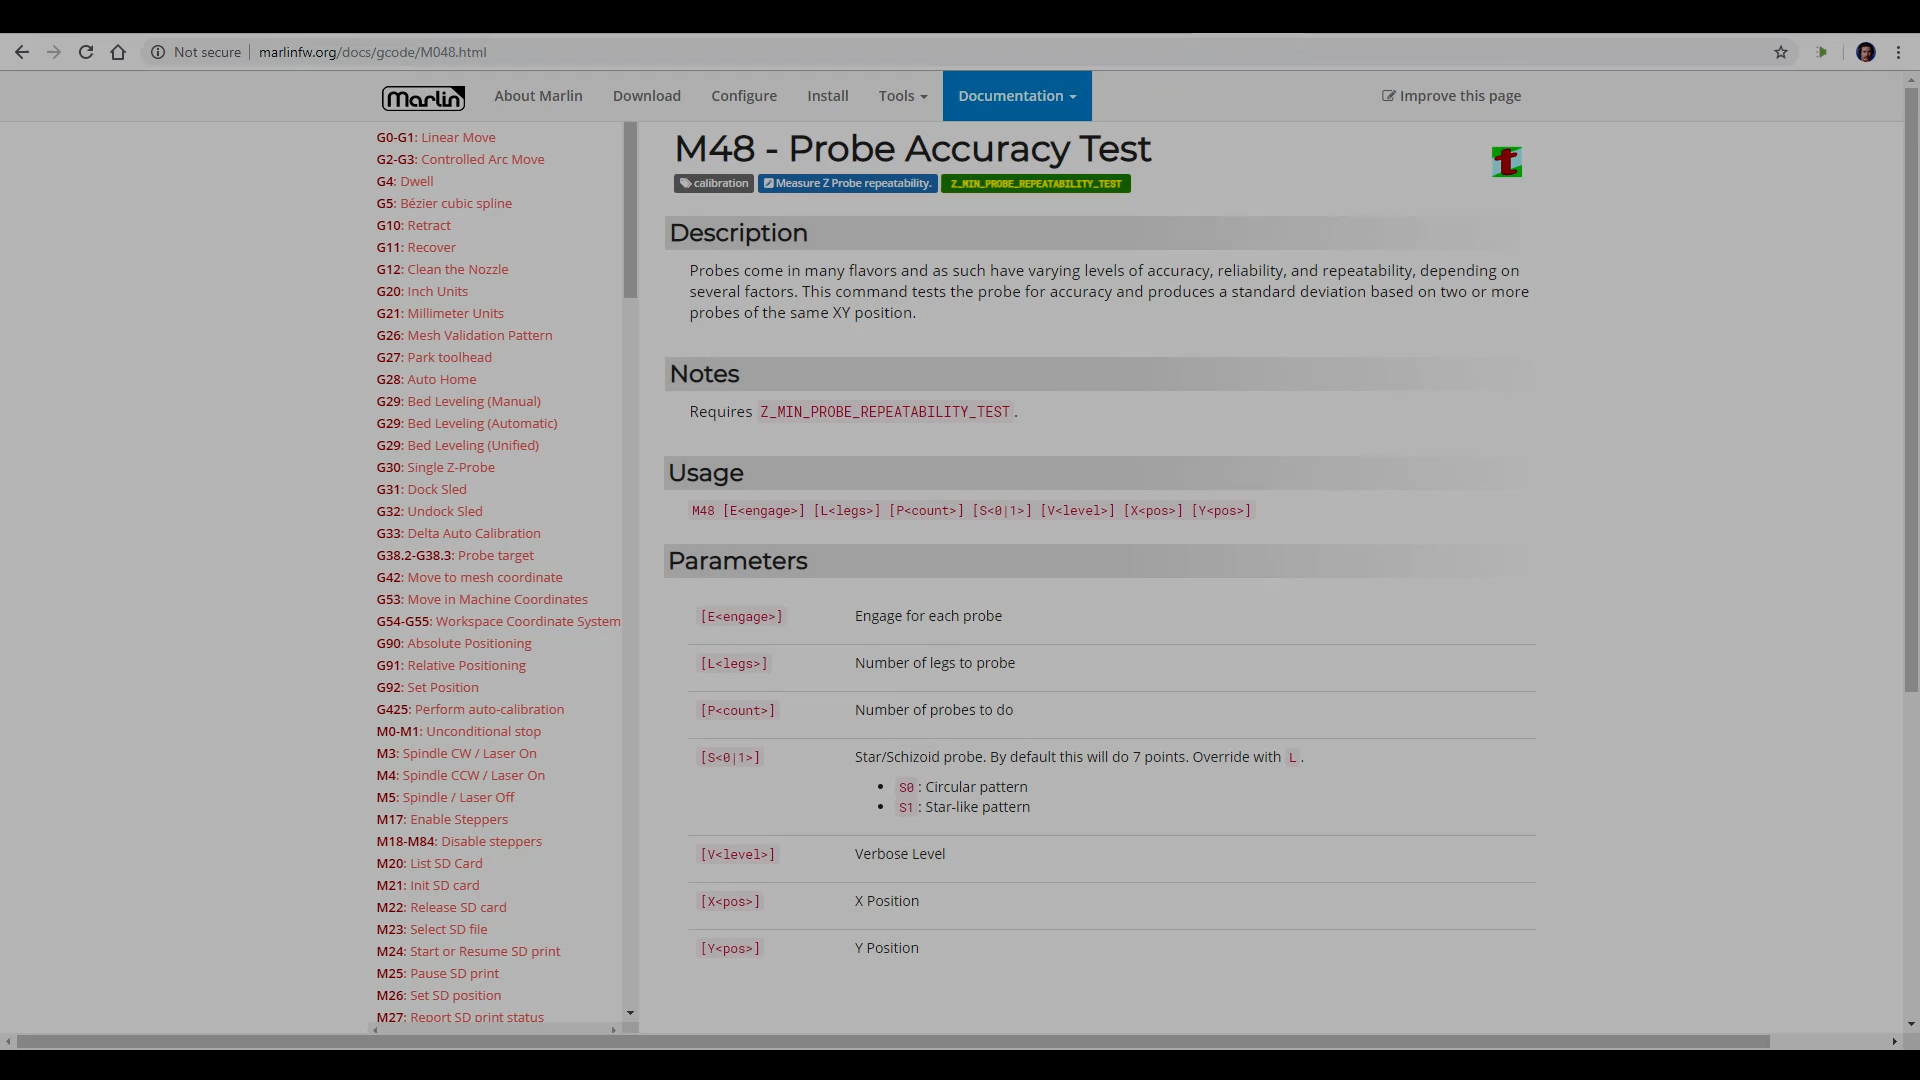 Not secure marlinfw.org/docs/gcode/M048.html
Marlin About Marlin Download Configure Install Tools Documentation Improve this page
G0-G1: Linear Move
G2-G3: Controlled Arc Move
G4: Dwell
G5: Bézier cubic spline
G10: Retract
G11: Recover
G12: Clean the Nozzle
G20: Inch Units
G21: Millimeter Units
G26: Mesh Validation Pattern
G27: Park toolhead
G28: Auto Home
G29: Bed Leveling (Manual)
G29: Bed Leveling (Automatic)
G29: Bed Leveling (Unified)
G30: Single Z-Probe
G31: Dock Sled
G32: Undock Sled
G33: Delta Auto Calibration
G38.2-G38.3: Probe target
G42: Move to mesh coordinate
G53: Move in Machine Coordinates
G54-G55: Workspace Coordinate System
G90: Absolute Positioning
G91: Relative Positioning
G92: Set Position
G425: Perform auto-calibration
M0-M1: Unconditional stop
M3: Spindle CW / Laser On
M4: Spindle CCW / Laser On
M5: Spindle / Laser Off
M17: Enable Steppers
M18-M84: Disable steppers
M20: List SD Card
M21: Init SD card
M22: Release SD card
M23: Select SD file
M24: Start or Resume SD print
M25: Pause SD print
M26: Set SD position
M27: Report SD print status
M48 - Probe Accuracy Test
t
calibration Measure Z Probe repeatability. Z_MIN_PROBE_REPEATABILITY_TEST
Description
Probes come in many flavors and as such have varying levels of accuracy, reliability, and repeatability, depending on
several factors. This command tests the probe for accuracy and produces a standard deviation based on two or more
probes of the same XY position.
Notes
Requires Z_MIN_PROBE_REPEATABILITY_TEST.
Usage
M48 [E<engage>] [L<legs>] [P<count>] [S<0|1>] [V<level>] [X<pos>] [Y<pos>]
Parameters
[E<engage>] Engage for each probe
[L<legs>] Number of legs to probe
[P<count>] Number of probes to do
[S<0|1>] Star/Schizoid probe. By default this will do 7 points. Override with L.
S0: Circular pattern
S1: Star-like pattern
[V<level>] Verbose Level
[X<pos>] X Position
[Y<pos>] Y Position